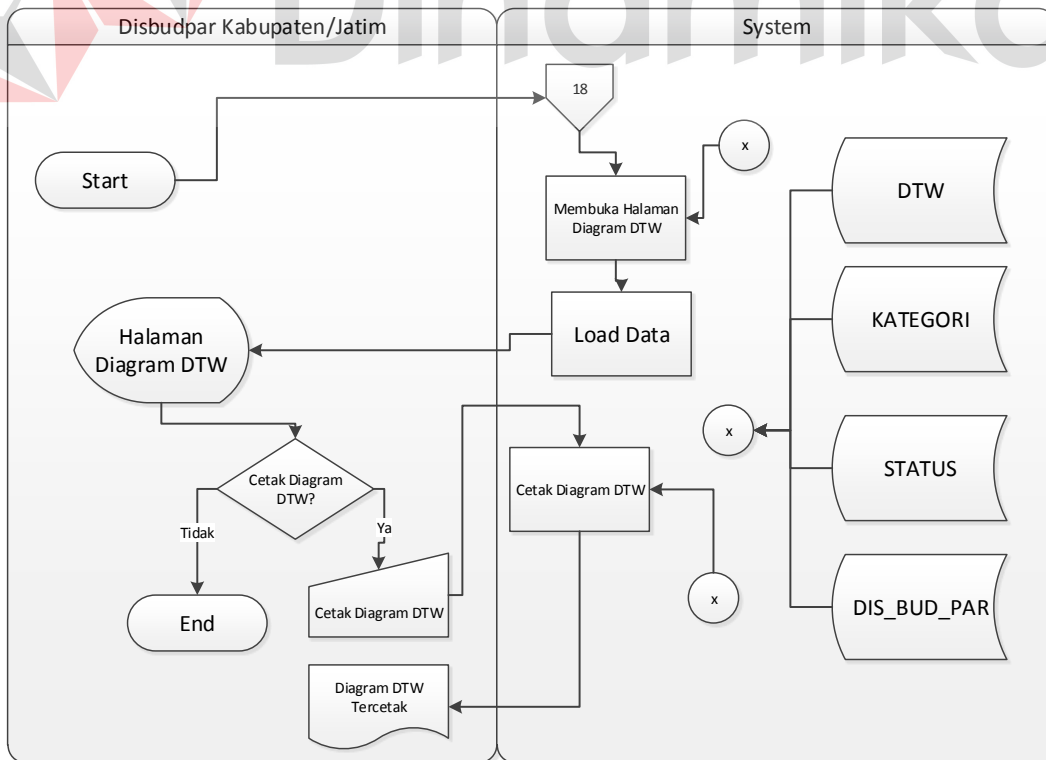 Dinamika
Disbudpar Kabupaten/Jatim
System
18
x
Start
DTW
Membuka Halaman
Diagram DTW
KATEGORI
Load Data
Halaman
Diagram DTW
x
Cetak Diagram
DTW?
STATUS
Cetak Diagram DTW
Tidak
Ya
x
Cetak Diagram DTW
DIS_BUD_PAR
End
Diagram DTW
Tercetak